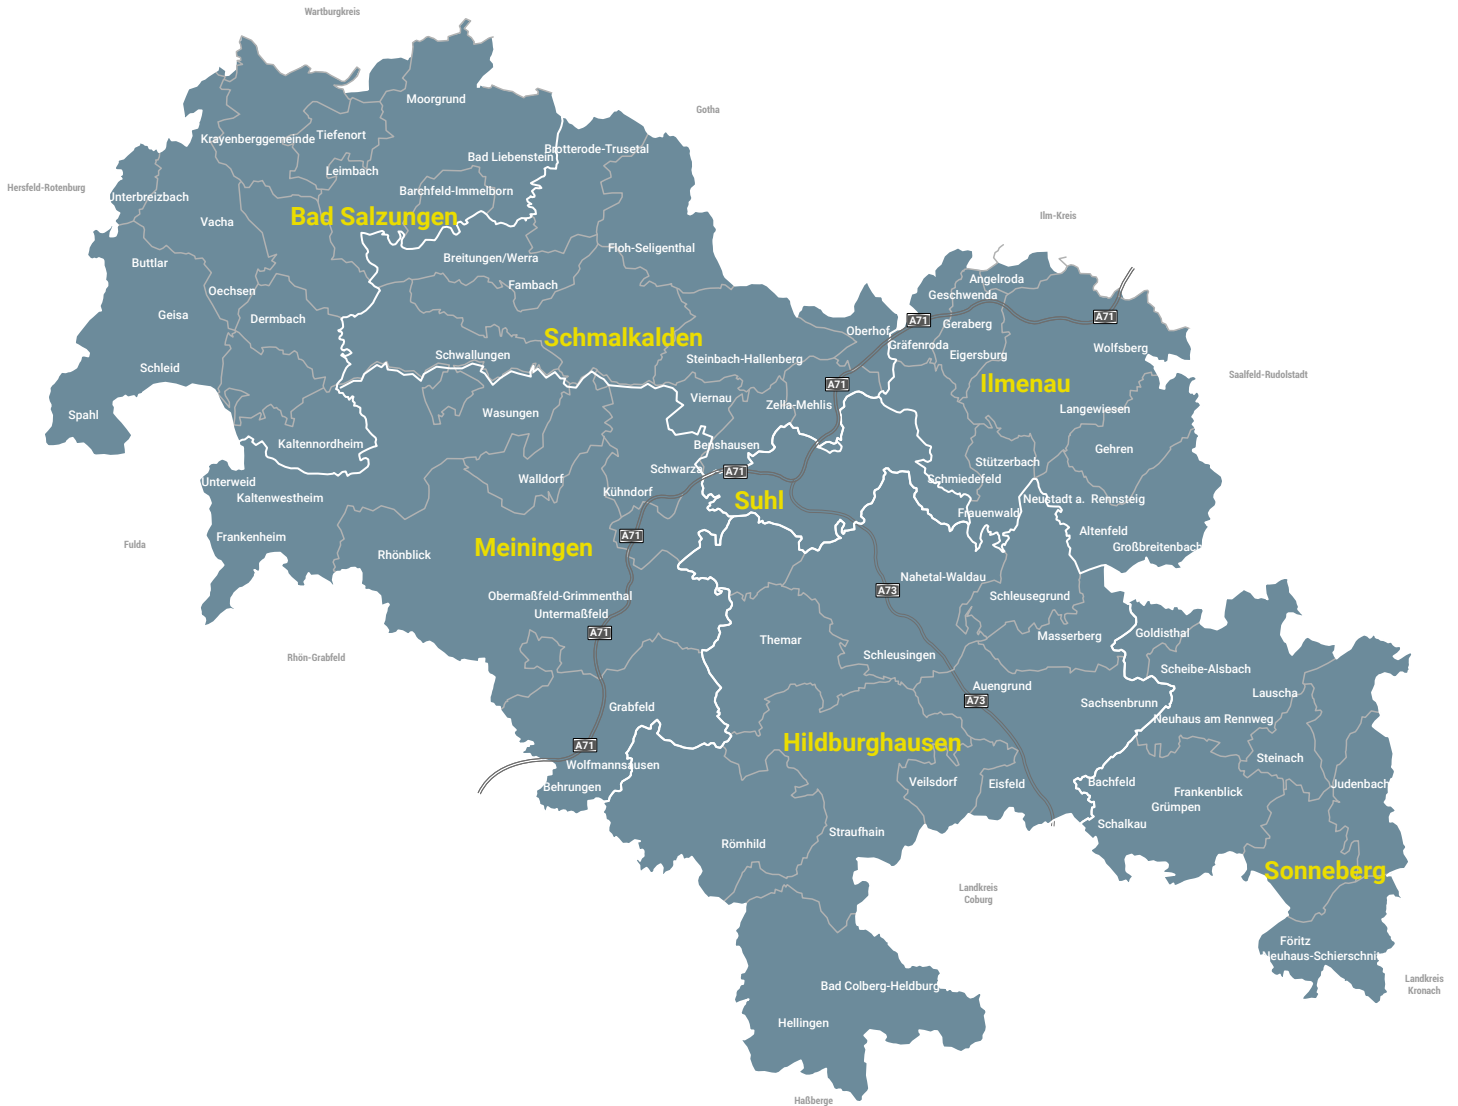 Wartburgkreis
Moorgrund
Gotha
Krayenberggemeinde
Tiefenort
Brotterode-Trusetal
Bad Liebenstein
Leimbach
Hersfeld-Rotenburg
Barchfeld-Immelborn
Unterbreizbach
Bad Salzungen
Ilm-Kreis
Vacha
Floh-Seligenthal
Breitungen/Werra
Buttlar
Angelroda
Fambach
Oechsen
Geschwenda
Geisa
Dermbach
A71
A71
Geraberg
Oberhof
Schmalkalden
Gräfenroda
Wolfsberg
Schwallungen
Eigersburg
Steinbach-Hallenberg
Schleid
Saalfeld-Rudolstadt
A71
Ilmenau
Viernau
Zella-Mehlis
Langewiesen
Spahl
Wasungen
Kaltennordheim
Benshausen
Gehren
Stützerbach
Schwarza
A71
Walldorf
Schmiedefeld
Unterweid
Kühndorf
Kaltenwestheim
Suhl
Neustadt a. Rennsteig
Frauenwald
Altenfeld
Frankenheim
A71
Fulda
Meiningen
Großbreitenbach
Rhönblick
Nahetal-Waldau
A73
Obermaßfeld-Grimmenthal
Schleusegrund
Untermaßfeld
A71
Goldisthal
Themar
Masserberg
Rhön-Grabfeld
Schleusingen
Scheibe-Alsbach
Auengrund
Lauscha
A73
Sachsenbrunn
Grabfeld
Neuhaus am Rennweg
Hildburghausen
A71
Steinach
Wolfmannsausen
Veilsdorf
Eisfeld
Bachfeld
Judenbach
Behrungen
Frankenblick
Grümpen
Schalkau
Straufhain
Römhild
Sonneberg
Landkreis
Coburg
Föritz
Neuhaus-Schierschnit
Landkreis
Kronach
Bad Colberg-Heldburg
Hellingen
Haßberge